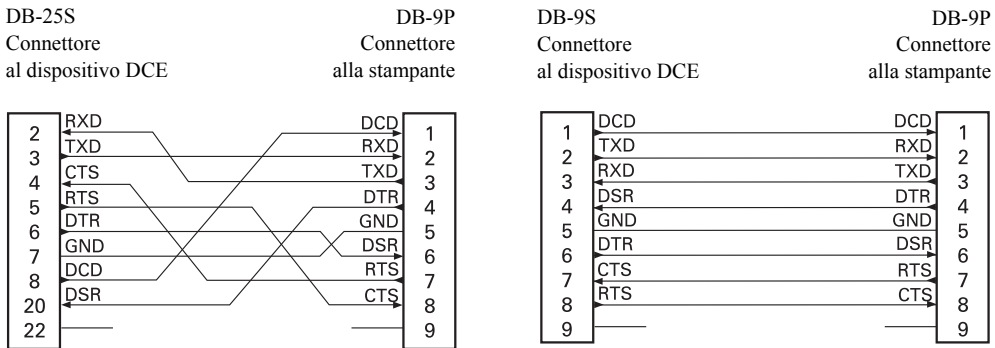 DB-25S DB-9P
Connettore Connettore
al dispositivo DCE alla stampante
2 RXD DCD 1
3 TXD RXD 2
4 CTS TXD 3
5 RTS DTR 4
6 DTR GND 5
7 GND DSR 6
8 DCD RTS 7
20 DSR CTS 8
22 9
DB-9S DB-9P
Connettore Connettore
al dispositivo DCE alla stampante
1 DCD DCD 1
2 TXD RXD 2
3 RXD TXD 3
4 DSR DTR 4
5 GND GND 5
6 DTR DSR 6
7 CTS RTS 7
8 RTS CTS 8
9 9